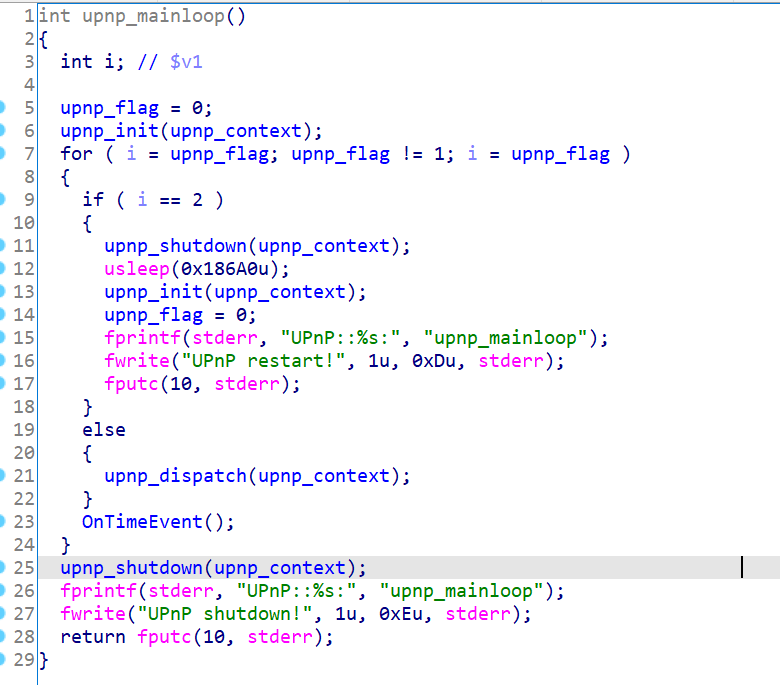 1 int upnp_mainloop()
2 {
3   int i; // $v1
4
5   upnp_flag = 0;
6   upnp_init(upnp_context);
7   for ( i = upnp_flag; upnp_flag != 1; i = upnp_flag )
8   {
9     if ( i == 2 )
10     {
11       upnp_shutdown(upnp_context);
12       usleep(0x186A0u);
13       upnp_init(upnp_context);
14       upnp_flag = 0;
15       fprintf(stderr, "UPnP::%s:", "upnp_mainloop");
16       fwrite("UPnP restart!", 1u, 0xDu, stderr);
17       fputc(10, stderr);
18     }
19     else
20     {
21       upnp_dispatch(upnp_context);
22     }
23     OnTimeEvent();
24   }
25   upnp_shutdown(upnp_context);
26   fprintf(stderr, "UPnP::%s:", "upnp_mainloop");
27   fwrite("UPnP shutdown!", 1u, 0xEu, stderr);
28   return fputc(10, stderr);
29 }